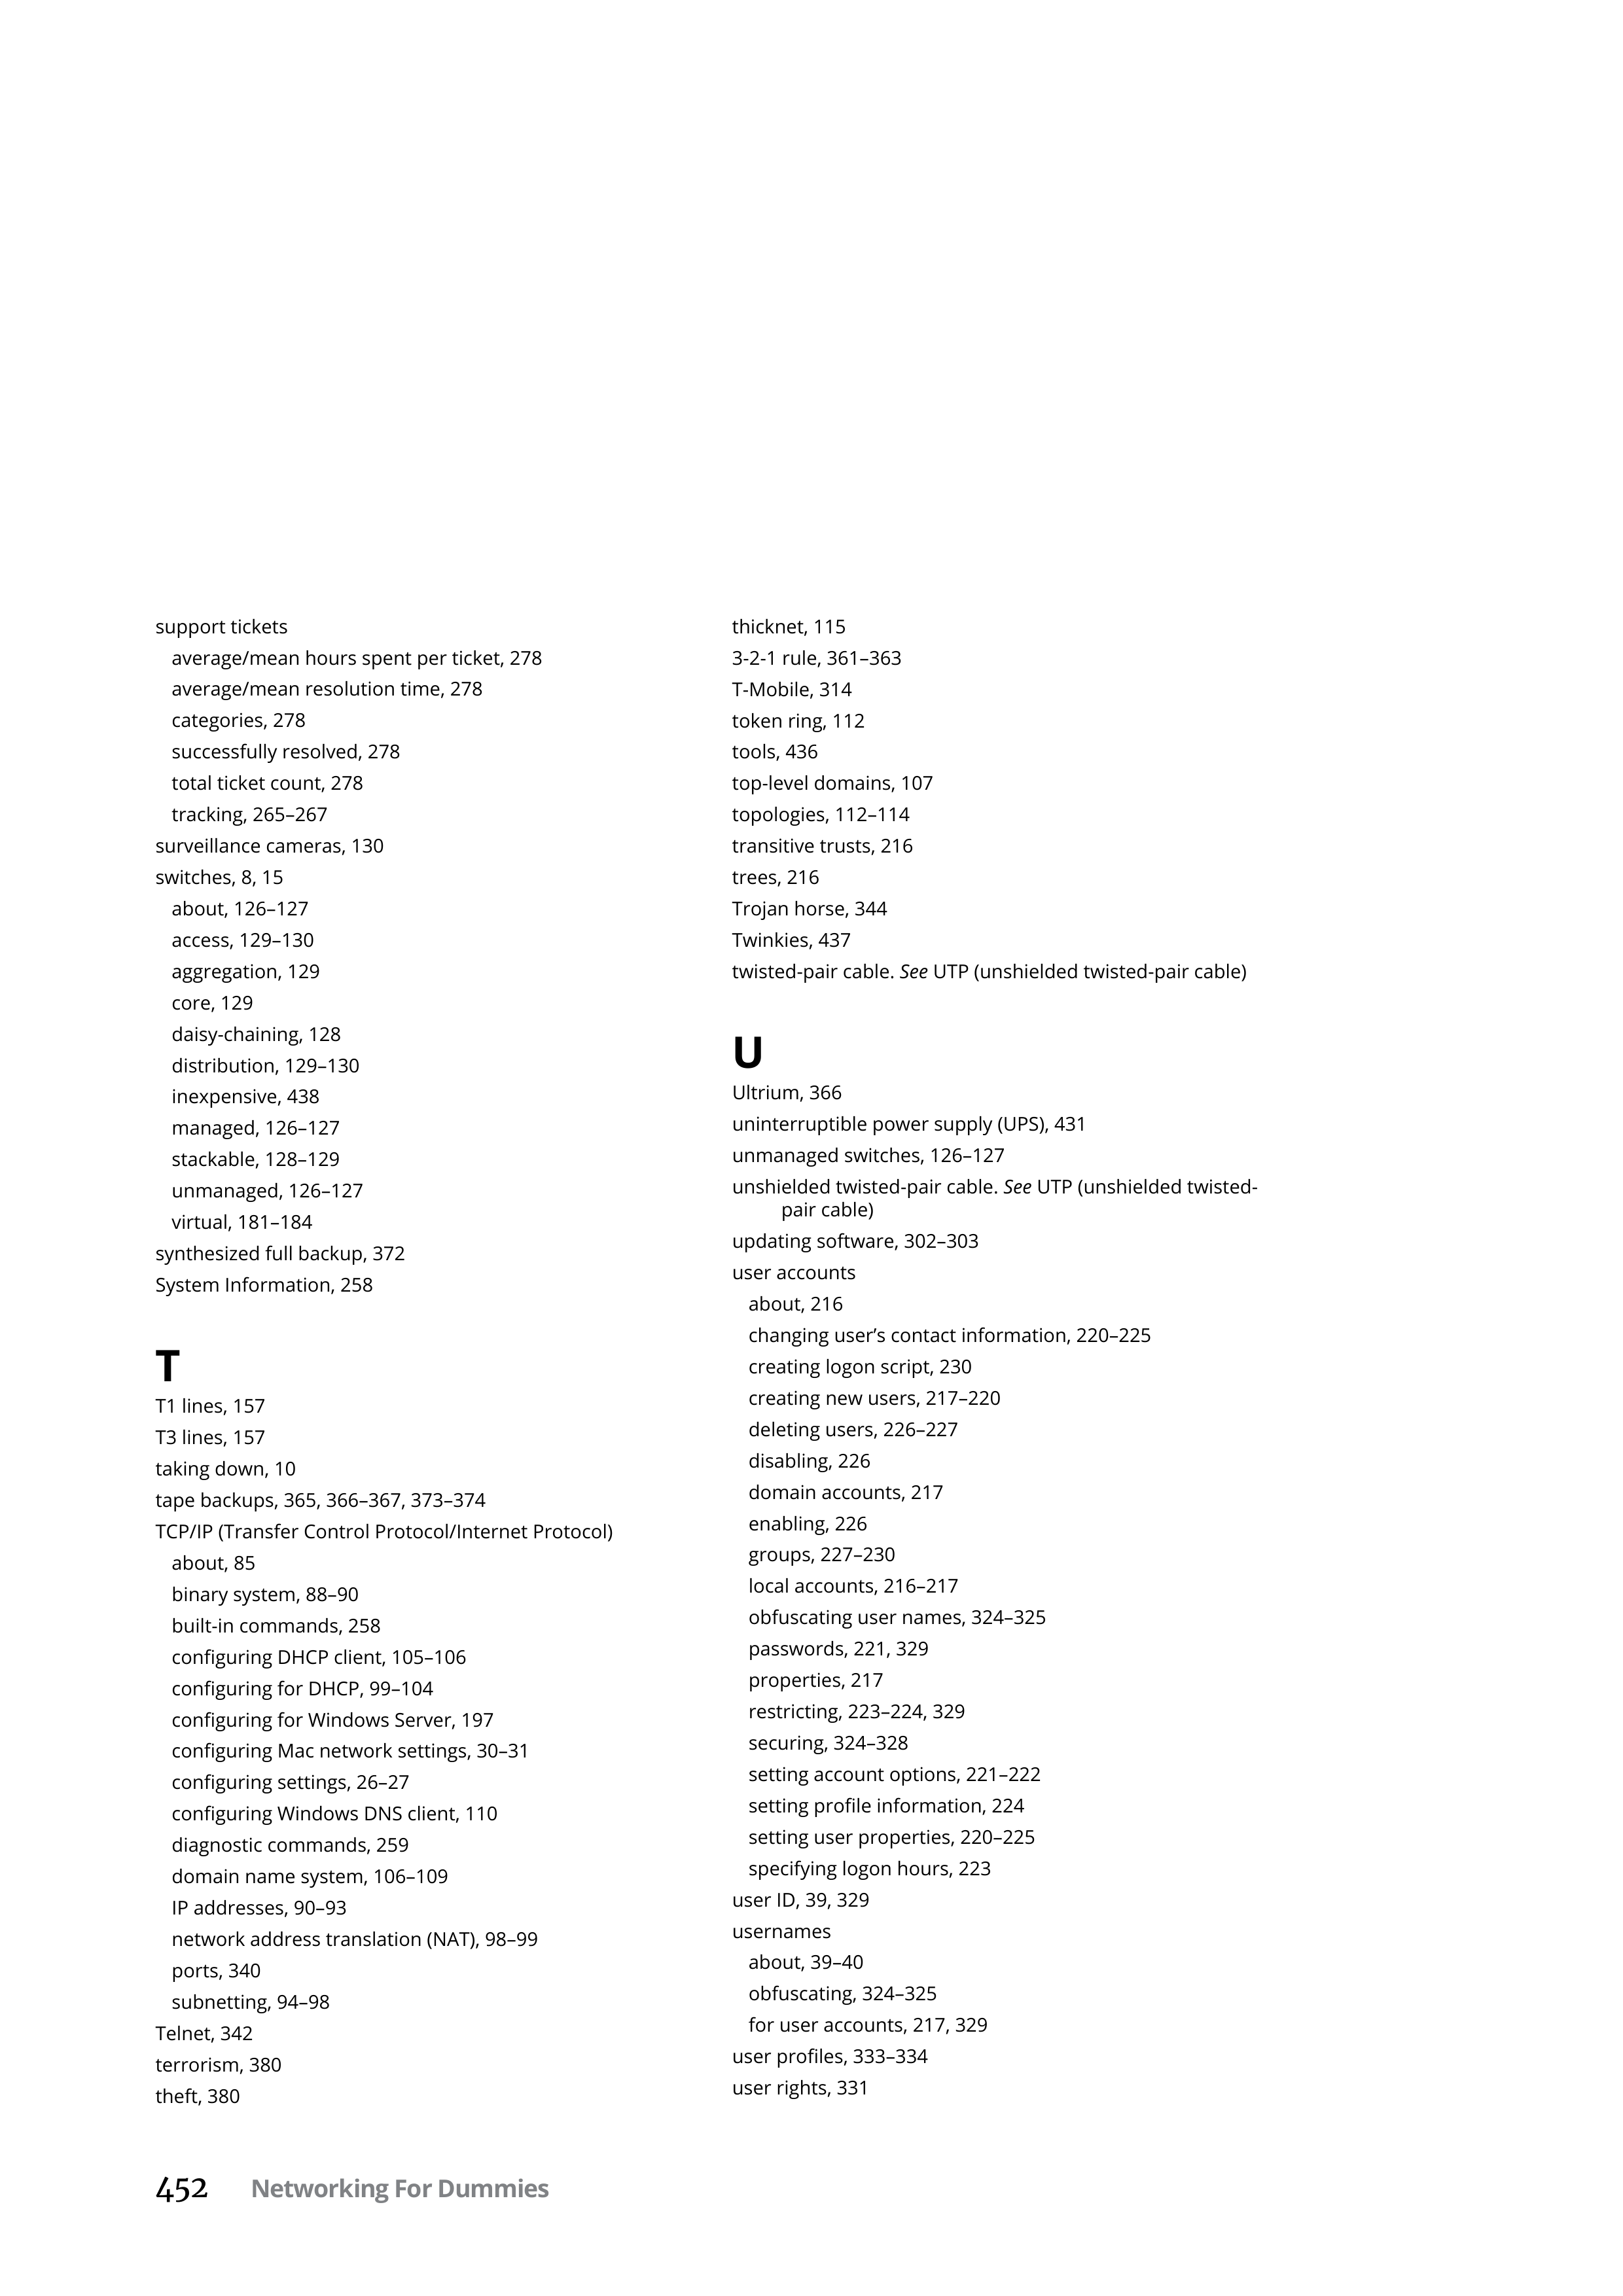 support tickets
average/mean hours spent per ticket, 278
average/mean resolution time, 278
categories, 278
successfully resolved, 278
total ticket count, 278
tracking, 265–267
surveillance cameras, 130
switches, 8, 15
about, 126–127
access, 129–130
aggregation, 129
core, 129
daisy-chaining, 128
distribution, 129–130
inexpensive, 438
managed, 126–127
stackable, 128–129
unmanaged, 126–127
virtual, 181–184
synthesized full backup, 372
System Information, 258
T
T1 lines, 157
T3 lines, 157
taking down, 10
tape backups, 365, 366–367, 373–374
TCP/IP (Transfer Control Protocol/Internet Protocol)
about, 85
binary system, 88–90
built-in commands, 258
configuring DHCP client, 105–106
configuring for DHCP, 99–104
configuring for Windows Server, 197
configuring Mac network settings, 30–31
configuring settings, 26–27
configuring Windows DNS client, 110
diagnostic commands, 259
domain name system, 106–109
IP addresses, 90–93
network address translation (NAT), 98–99
ports, 340
subnetting, 94–98
Telnet, 342
terrorism, 380
theft, 380
thicknet, 115
3-2-1 rule, 361–363
T-Mobile, 314
token ring, 112
tools, 436
top-level domains, 107
topologies, 112–114
transitive trusts, 216
trees, 216
Trojan horse, 344
Twinkies, 437
twisted-pair cable. See UTP (unshielded twisted-pair cable)
U
Ultrium, 366
uninterruptible power supply (UPS), 431
unmanaged switches, 126–127
unshielded twisted-pair cable. See UTP (unshielded twisted-
pair cable)
updating software, 302–303
user accounts
about, 216
changing user’s contact information, 220–225
creating logon script, 230
creating new users, 217–220
deleting users, 226–227
disabling, 226
domain accounts, 217
enabling, 226
groups, 227–230
local accounts, 216–217
obfuscating user names, 324–325
passwords, 221, 329
properties, 217
restricting, 223–224, 329
securing, 324–328
setting account options, 221–222
setting profile information, 224
setting user properties, 220–225
specifying logon hours, 223
user ID, 39, 329
usernames
about, 39–40
obfuscating, 324–325
for user accounts, 217, 329
user profiles, 333–334
user rights, 331
452 Networking For Dummies